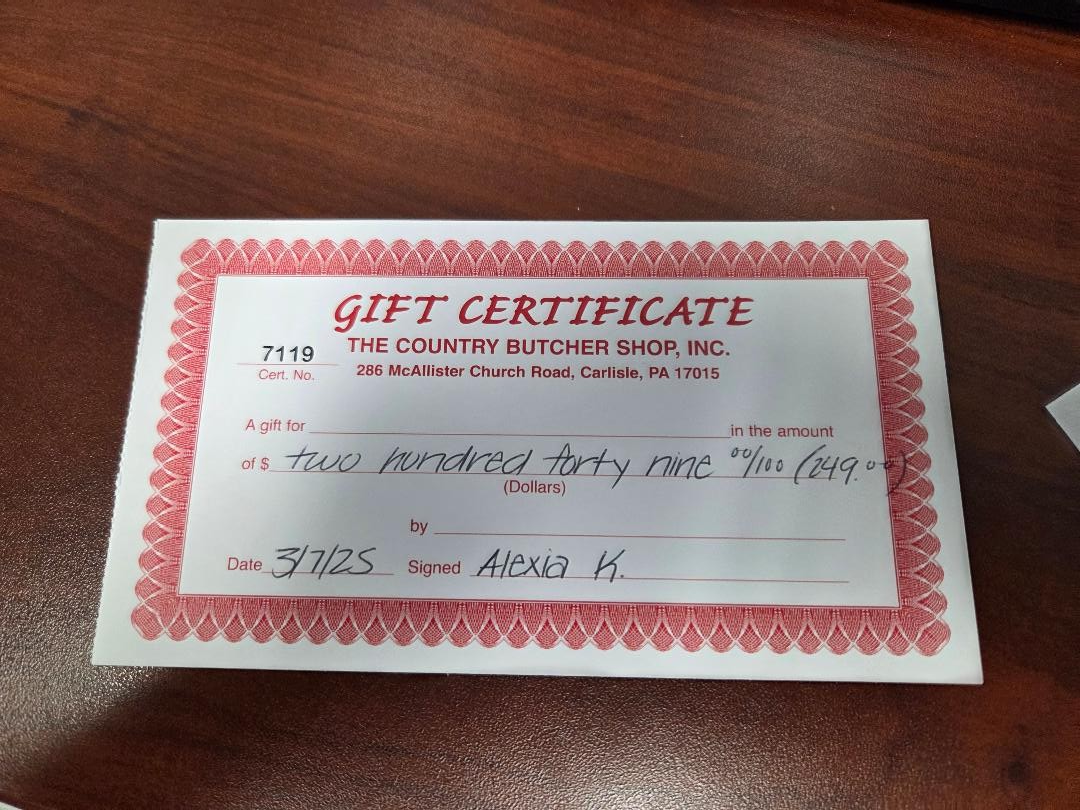 GIFT CERTIFICATE
7119 THE COUNTRY BUTCHER SHOP, INC.
Cert. No. 286 McAllister Church Road, Carlisle, PA 17015
A gift for in the amount
of $ two hundred forty nine 00/100 (249.00)
(Dollars)
by
Date 3/7/25 Signed Alexia K.